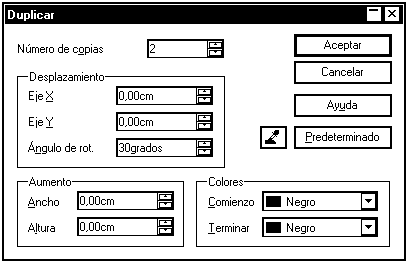 Duplicar
Número de copias 2
Aceptar
Cancelar
Desplazamiento
Eje X 0,00cm
Ayuda
Eje Y 0,00cm
Predeterminado
Ángulo de rot. 30grados
Aumento
Ancho 0,00cm
Altura 0,00cm
Colores
Comienzo Negro
Terminar Negro